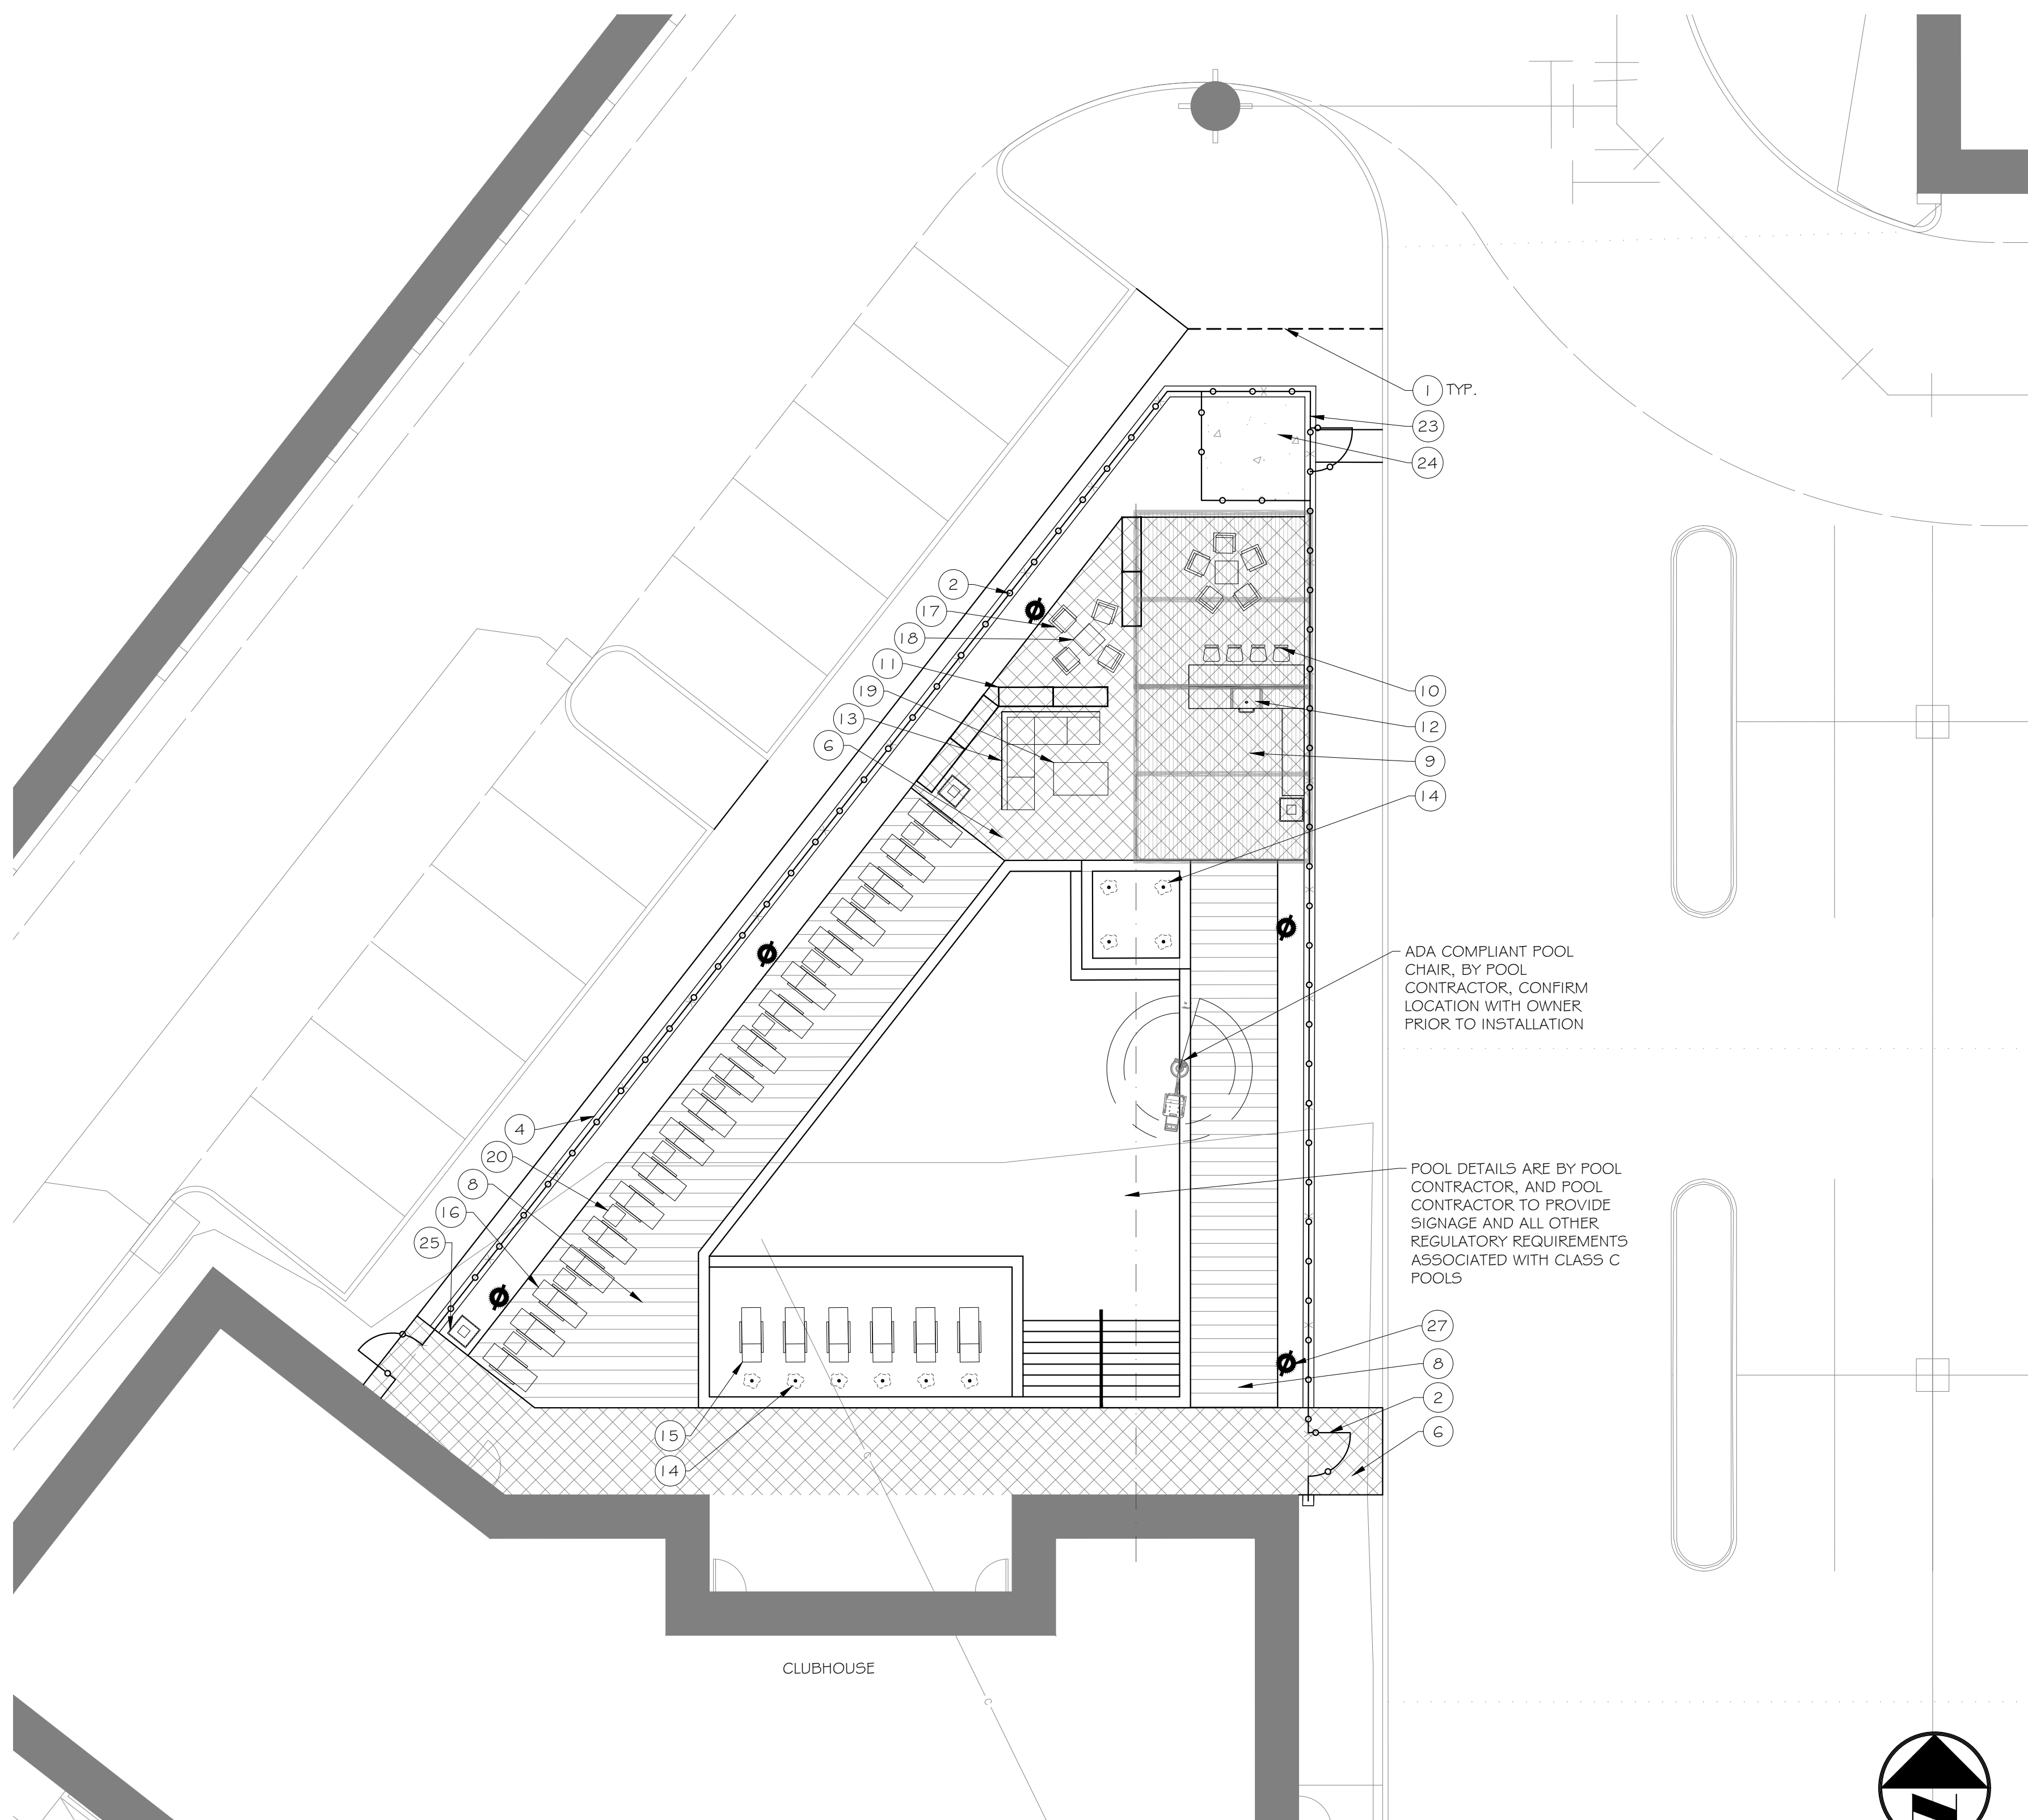 1 TYP.
23
24
2
17
18
11
19
13
6
10
12
9
14
ADA COMPLIANT POOL
CHAIR, BY POOL
CONTRACTOR, CONFIRM
LOCATION WITH OWNER
PRIOR TO INSTALLATION
4
20
8
16
25
POOL DETAILS ARE BY POOL
CONTRACTOR, AND POOL
CONTRACTOR TO PROVIDE
SIGNAGE AND ALL OTHER
REGULATORY REQUIREMENTS
ASSOCIATED WITH CLASS C
POOLS
27
8
2
6
15
14
CLUBHOUSE